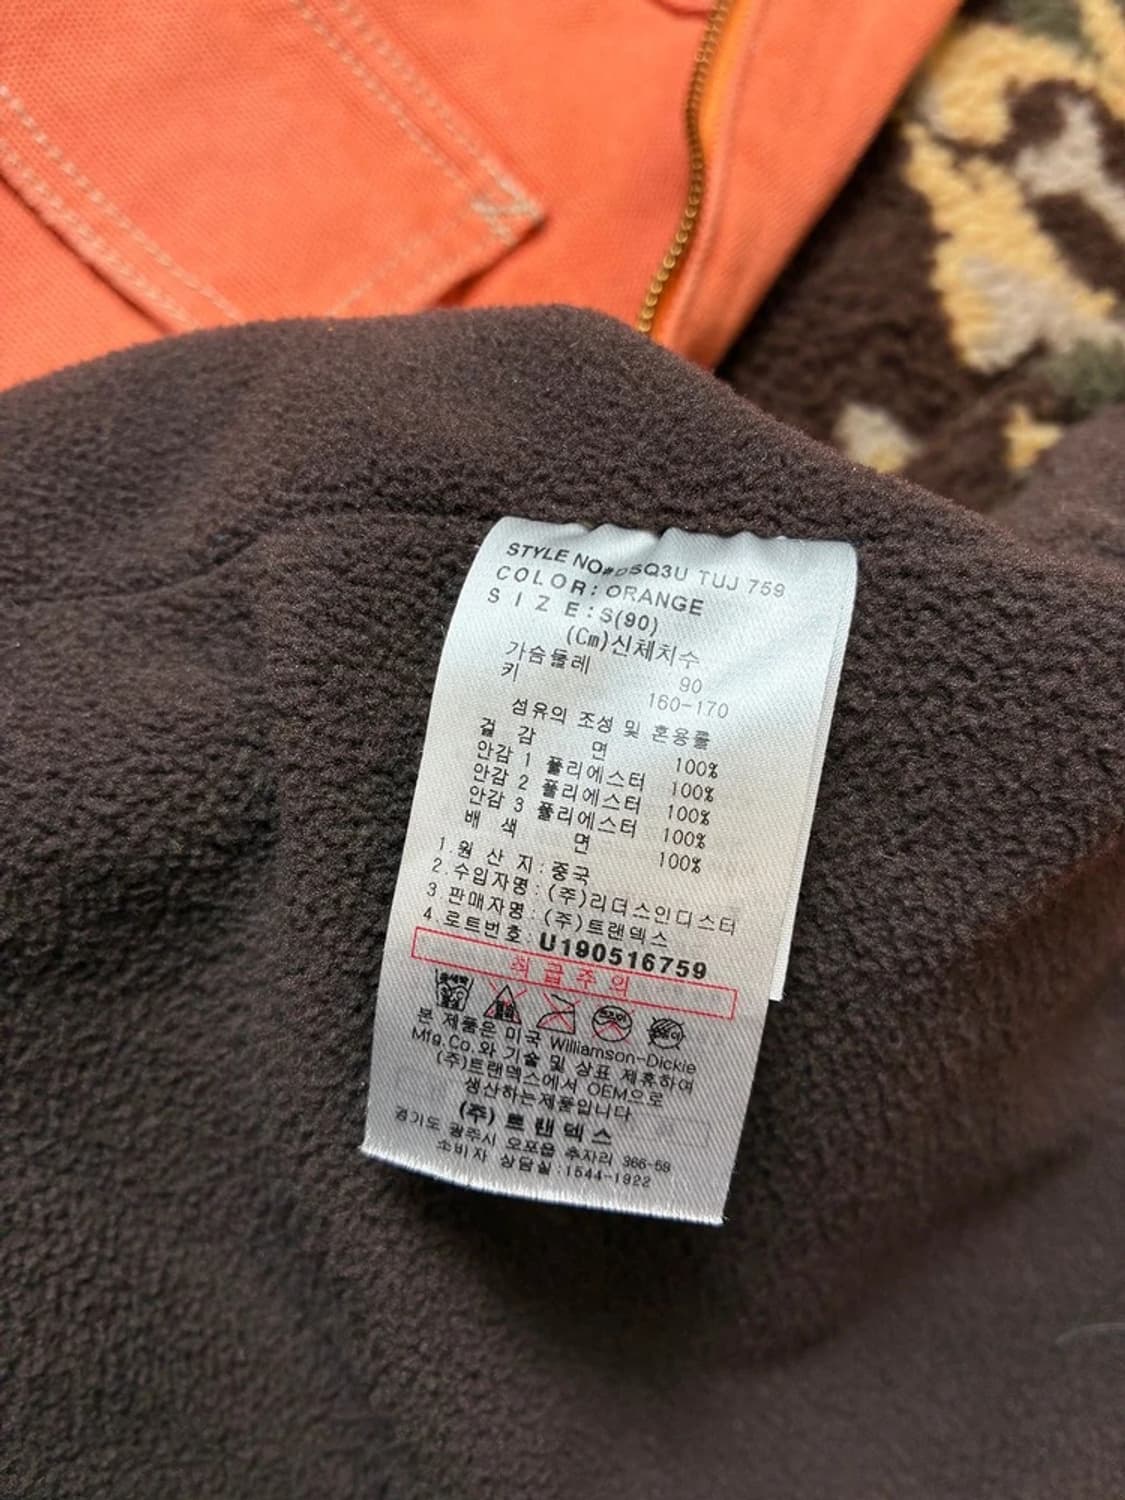 STYLE NO#DSQ3U TUJ 759
COLOR:ORANGE
SIZE:S(90)
(Cm)신체치수
가슴둘레 90
키 160-170
섬유의 조성 및 혼용률
겉 감 면 100%
안감 1 폴리에스터 100%
안감 2 폴리에스터 100%
안감 3 폴리에스터 100%
배 색 면 100%
1.원 산 지:중국
2.수입자명:(주)리더스인더스터
3.판매자명:(주)트랜덱스
4.로트번호:U190516759
취급주의
본 제품은 미국 Williamson-Dickie
Mfg.Co.와 기술 및 상표 제휴하여
(주)트랜덱스에서 OEM으로
생산하는제품입니다
(주)트랜덱스
경기도 광주시 오포읍 추자리 366-59
소비자 상담실:1544-1922